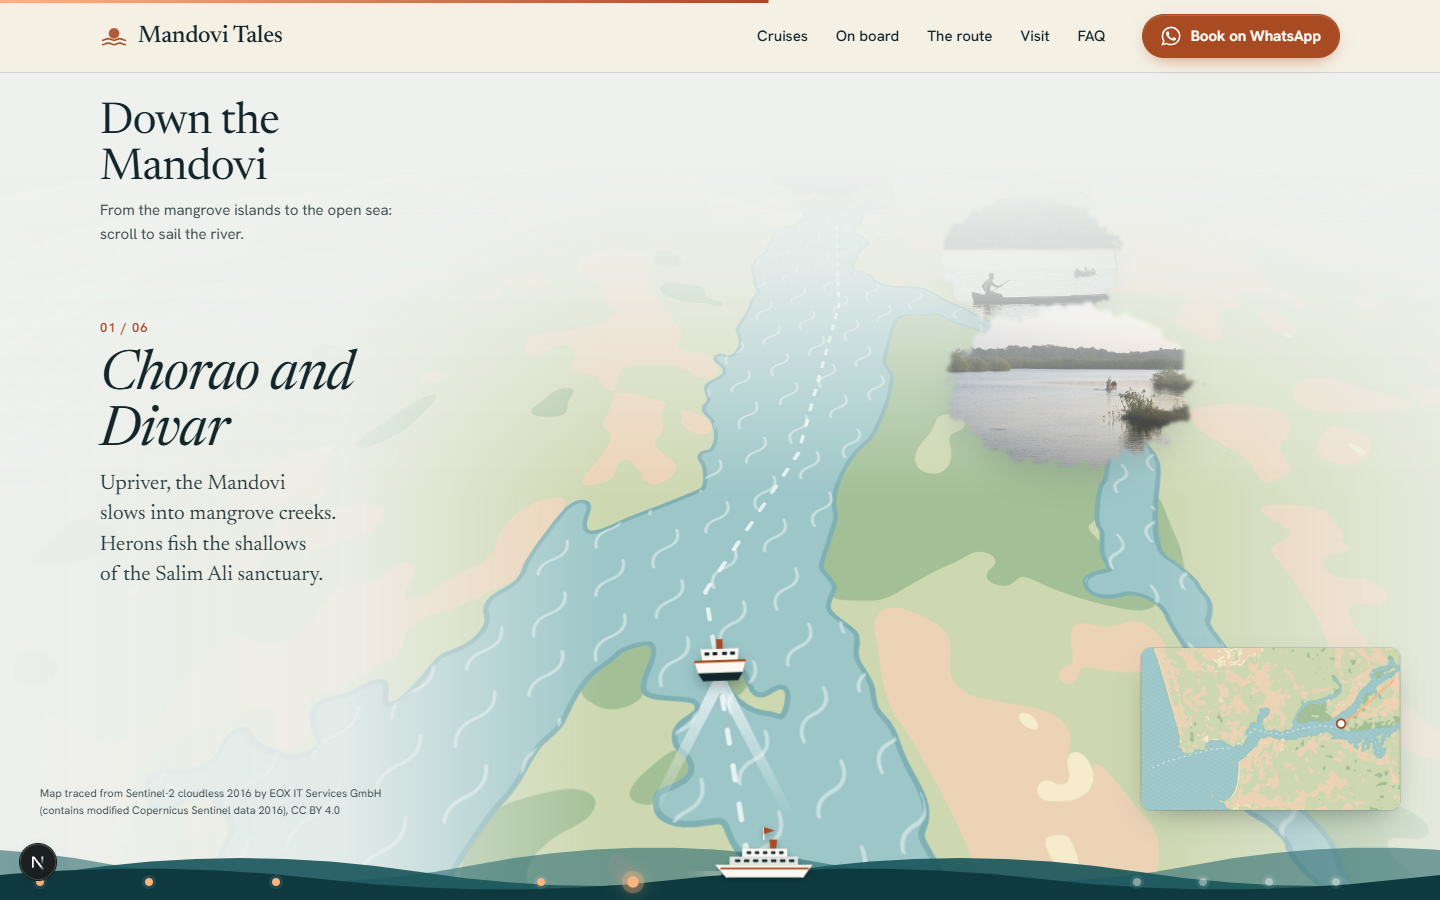 Mandovi Tales
Cruises
On board
The route
Visit
FAQ
Book on WhatsApp
Down the
Mandovi
From the mangrove islands to the open sea:
scroll to sail the river.
01 / 06
Chorao and
Divar
Upriver, the Mandovi
slows into mangrove creeks.
Herons fish the shallows
of the Salim Ali sanctuary.
Map traced from Sentinel-2 cloudless 2016 by EOX IT Services GmbH
(contains modified Copernicus Sentinel data 2016), CC BY 4.0
N